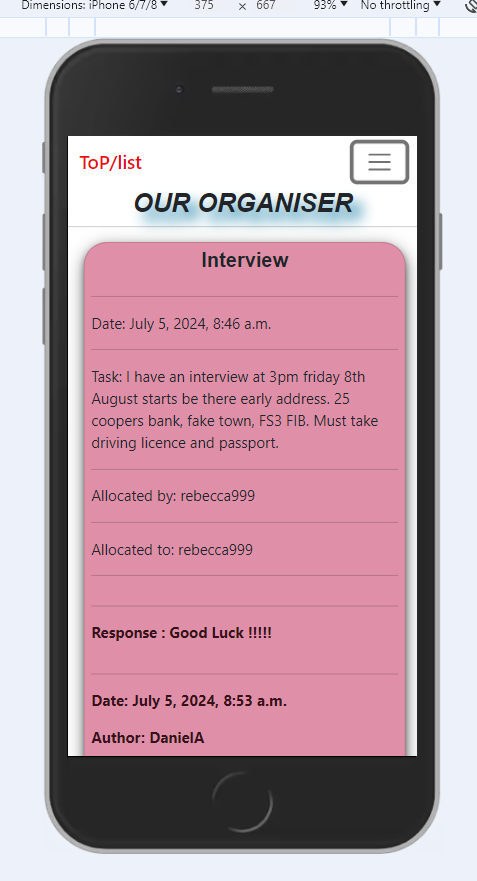 Dimensions: iPhone 6/7/8 375 × 667 93% No throttling
ToP/list
OUR ORGANISER
Interview
Date: July 5, 2024, 8:46 a.m.
Task: I have an interview at 3pm friday 8th
August starts be there early address. 25
coopers bank, fake town, FS3 FIB. Must take
driving licence and passport.
Allocated by: rebecca999
Allocated to: rebecca999
Response : Good Luck !!!!!
Date: July 5, 2024, 8:53 a.m.
Author: DanielA